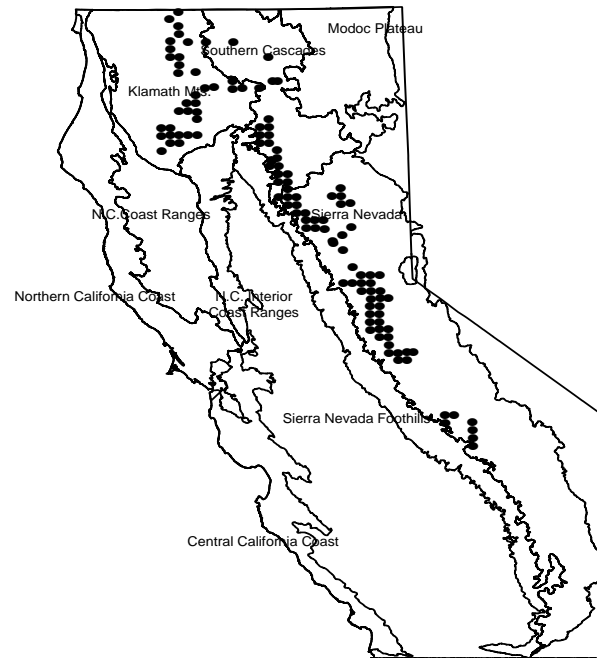 Modoc Plateau
Southern Cascades
Klamath Mts.
N.C.Coast Ranges
Sierra Nevada
Northern California Coast
N.C. Interior
Coast Ranges
Sierra Nevada Foothills
Central California Coast